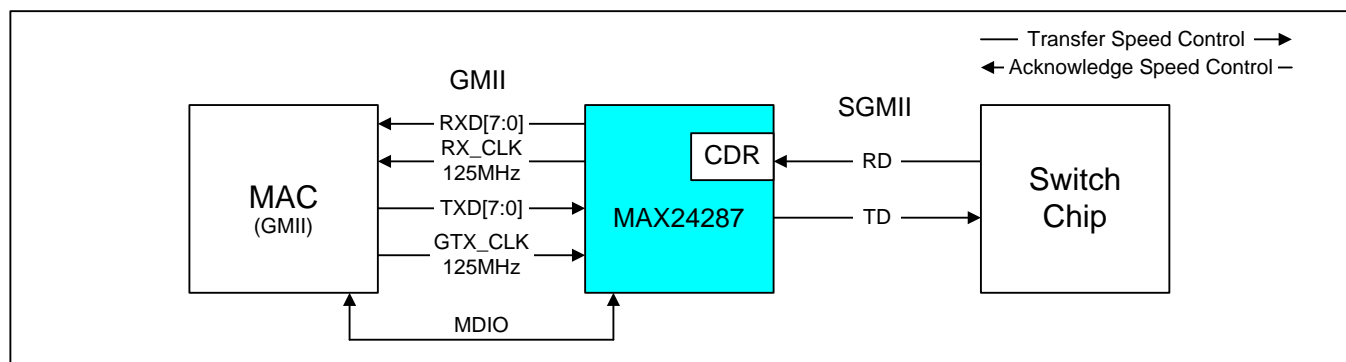 Transfer Speed Control
Acknowledge Speed Control
GMII
SGMII
MAC
(GMII)
RXD[7:0]
RX_CLK
125MHz
TXD[7:0]
GTX_CLK
125MHz
MDIO
CDR
MAX24287
RD
TD
Switch
Chip